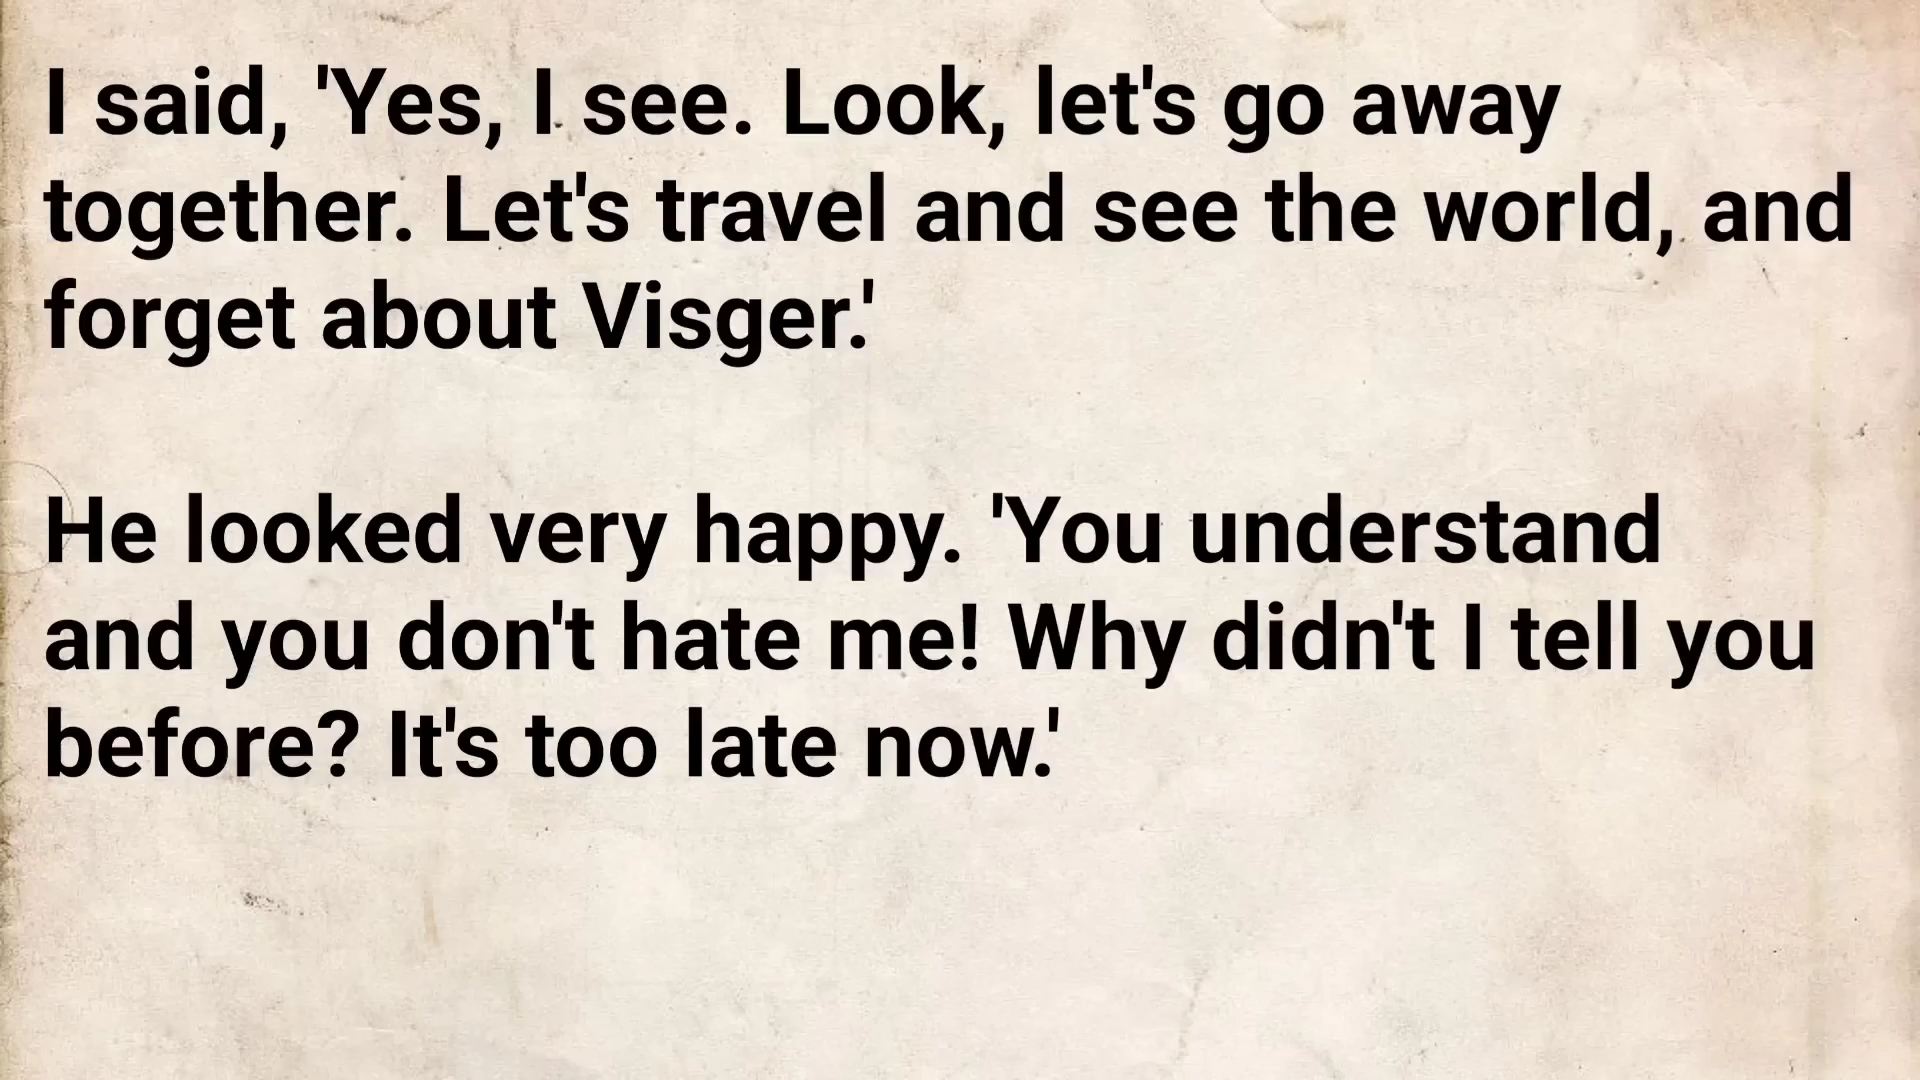 I said, 'Yes, I see. Look, let's go away
together. Let's travel and see the world, and
forget about Visger.'
He looked very happy. 'You understand
and you don't hate me! Why didn't I tell you
before? It's too late now.'